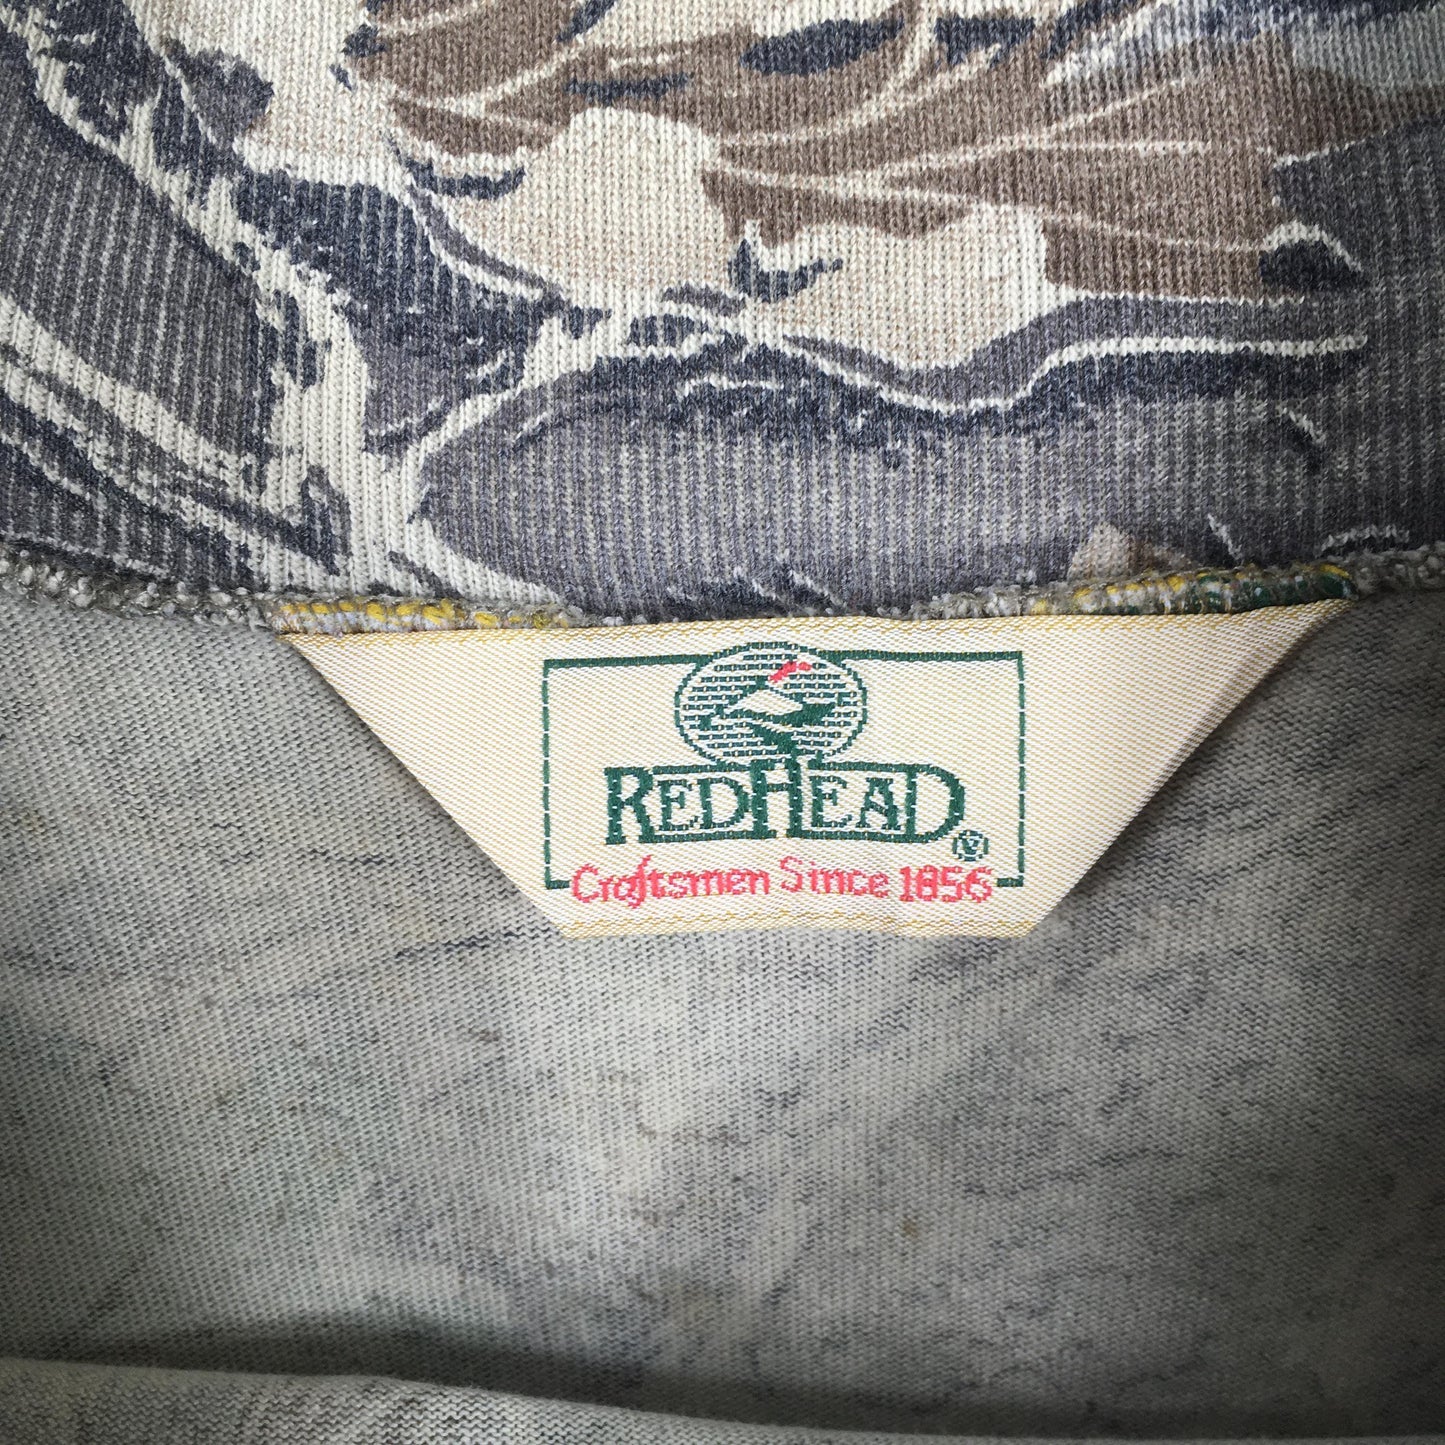 REDHEAD®
Craftsmen Since 1856